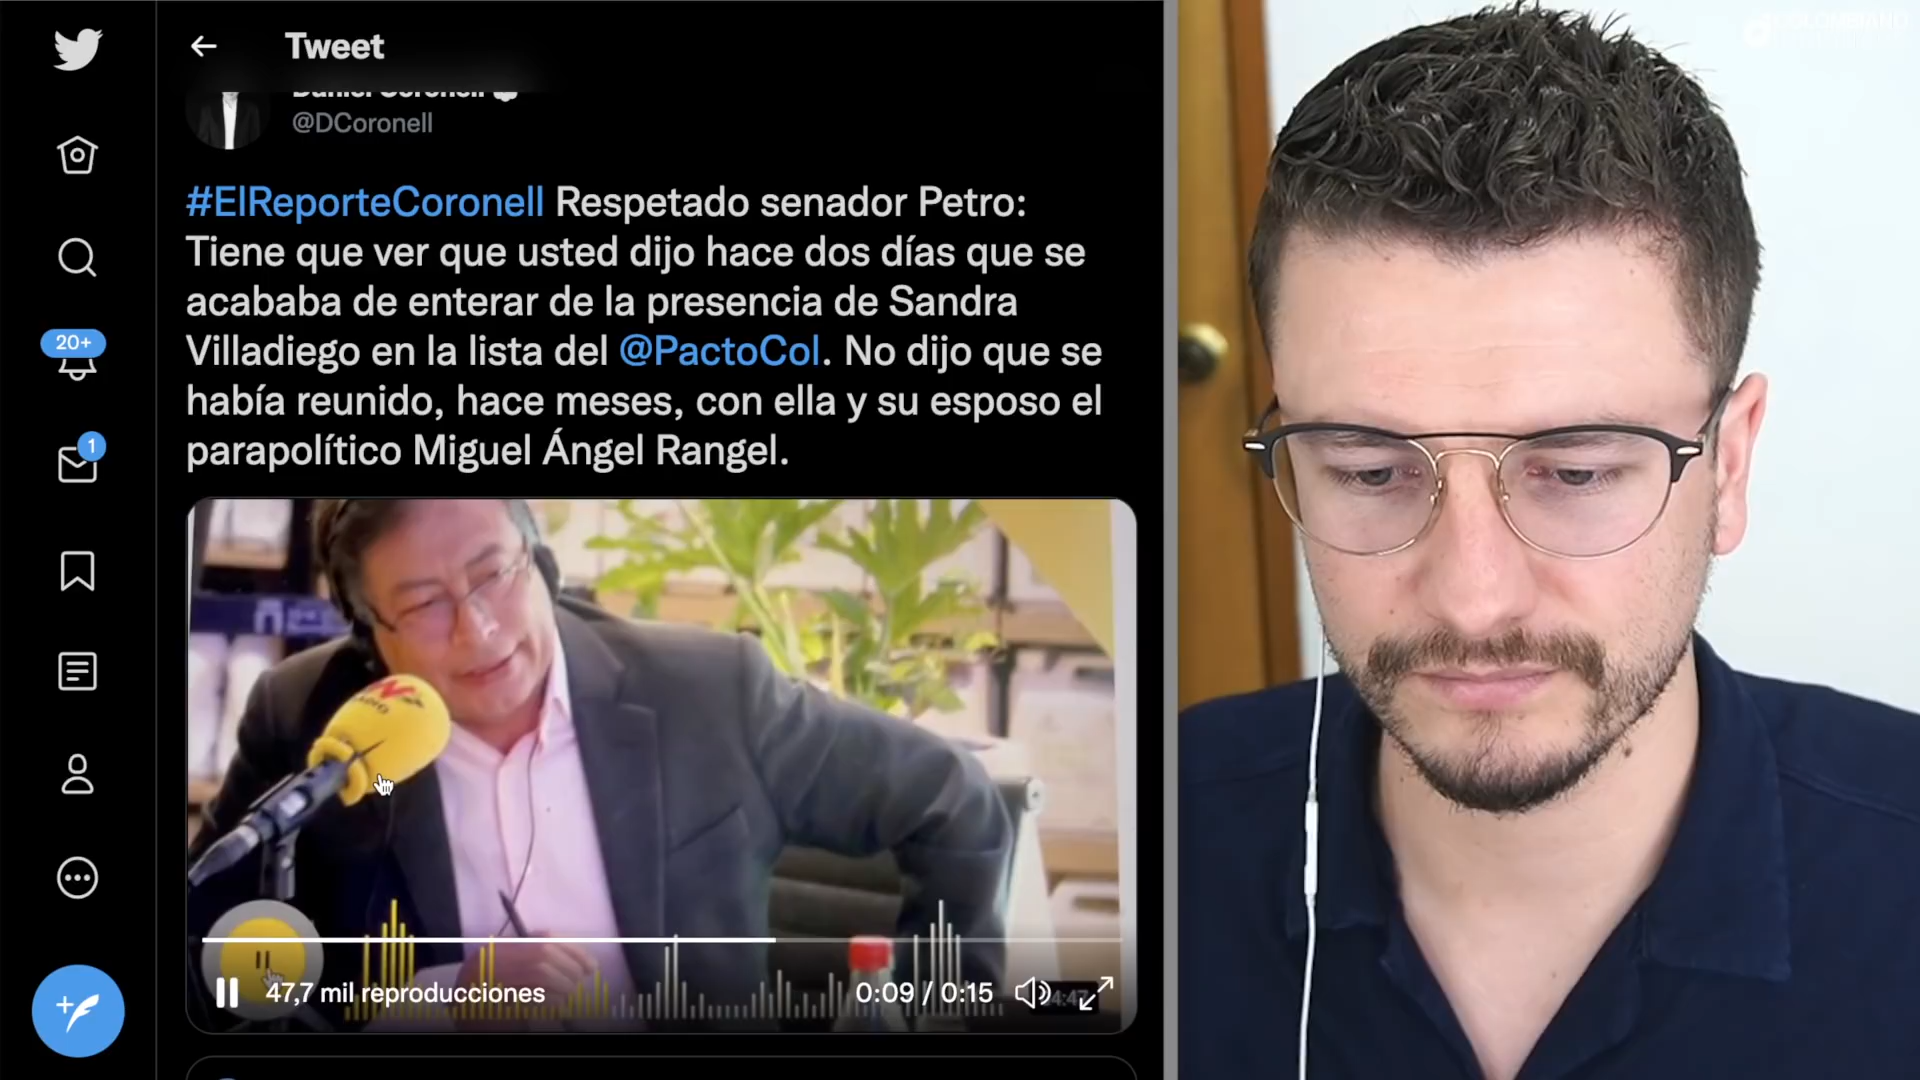 Tweet
Daniel Coronell
@DCoronell
#ElReporteCoronell Respetado senador Petro:
Tiene que ver que usted dijo hace dos días que se
acababa de enterar de la presencia de Sandra
Villadiego en la lista del @PactoCol. No dijo que se
había reunido, hace meses, con ella y su esposo el
parapolítico Miguel Ángel Rangel.
20+
1
47,7 mil reproducciones
0:09 / 0:15